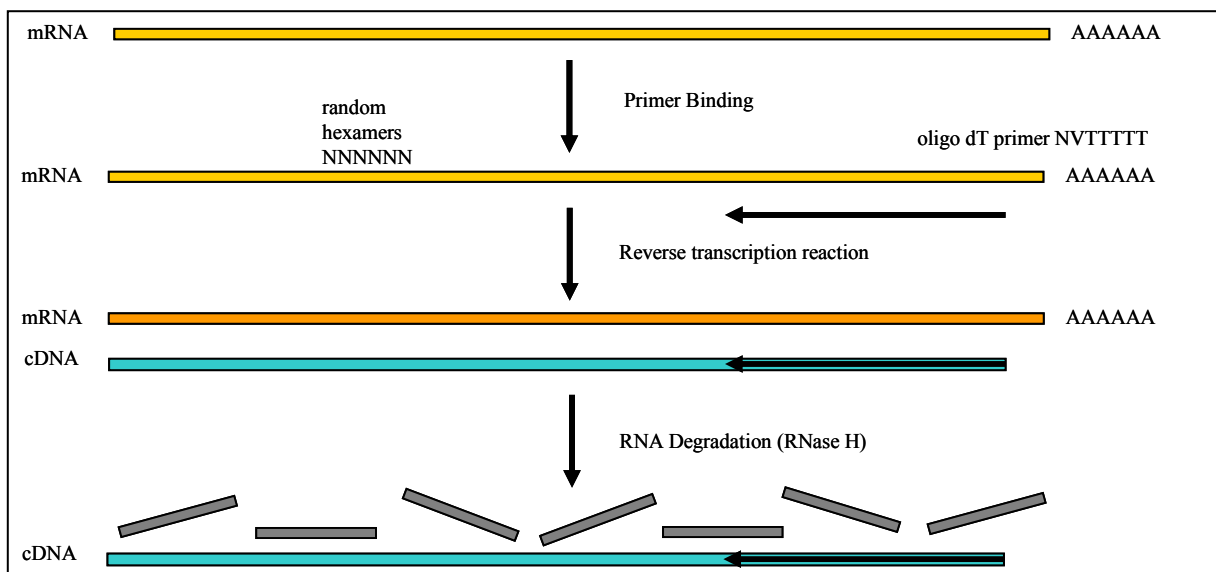 mRNA AAAAAA
Primer Binding
random
hexamers
NNNNNN
oligo dT primer NVTTTTT
mRNA AAAAAA
Reverse transcription reaction
mRNA AAAAAA
cDNA
RNA Degradation (RNase H)
cDNA